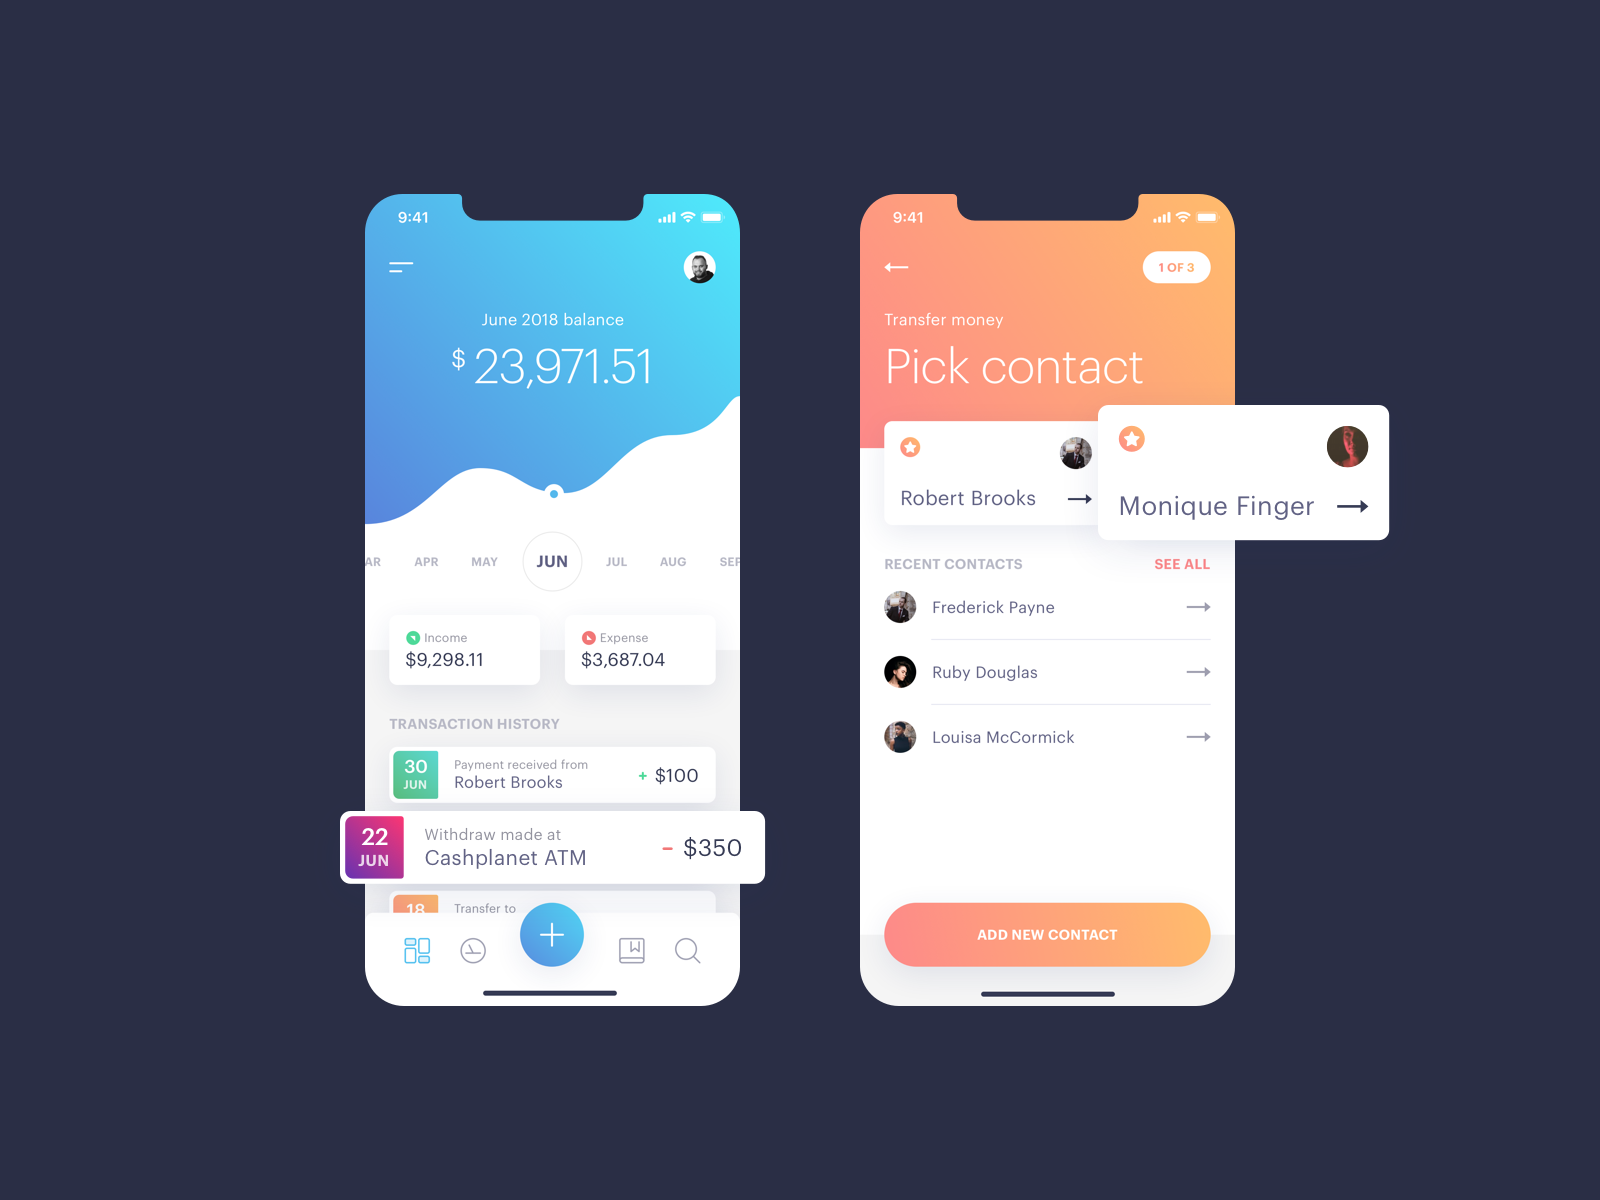 9:41
June 2018 balance
$ 23,971.51
AR APR MAY JUN JUL AUG SEP
Income
$9,298.11
Expense
$3,687.04
TRANSACTION HISTORY
30
JUN
Payment received from
Robert Brooks
+ $100
22
JUN
Withdraw made at
Cashplanet ATM
- $350
18
Transfer to
9:41
1 OF 3
Transfer money
Pick contact
Robert Brooks
Monique Finger
RECENT CONTACTS
SEE ALL
Frederick Payne
Ruby Douglas
Louisa McCormick
ADD NEW CONTACT